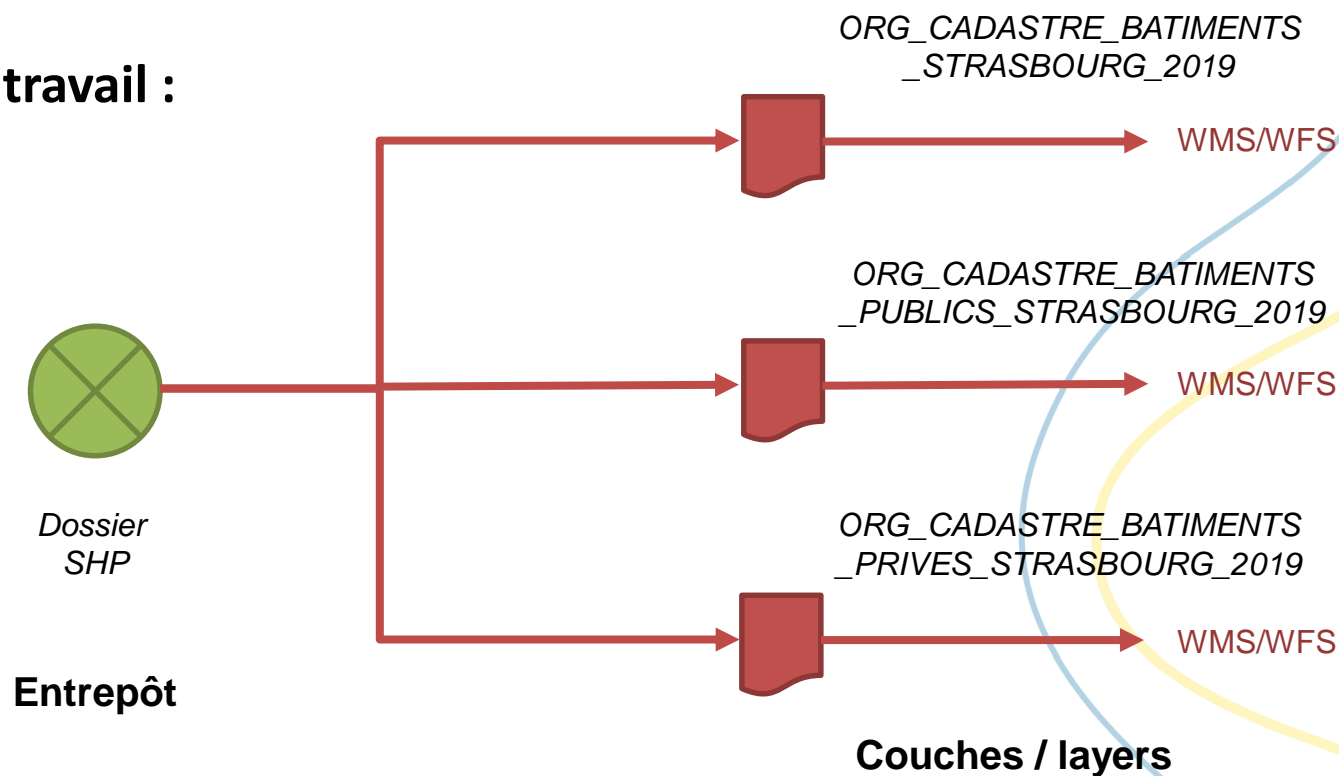 ORG_CADASTRE_BATIMENTS
_STRASBOURG_2019
travail :
WMS/WFS
ORG_CADASTRE_BATIMENTS
_PUBLICS_STRASBOURG_2019
WMS/WFS
Dossier
SHP
ORG_CADASTRE_BATIMENTS
_PRIVES_STRASBOURG_2019
WMS/WFS
Entrepôt
Couches / layers